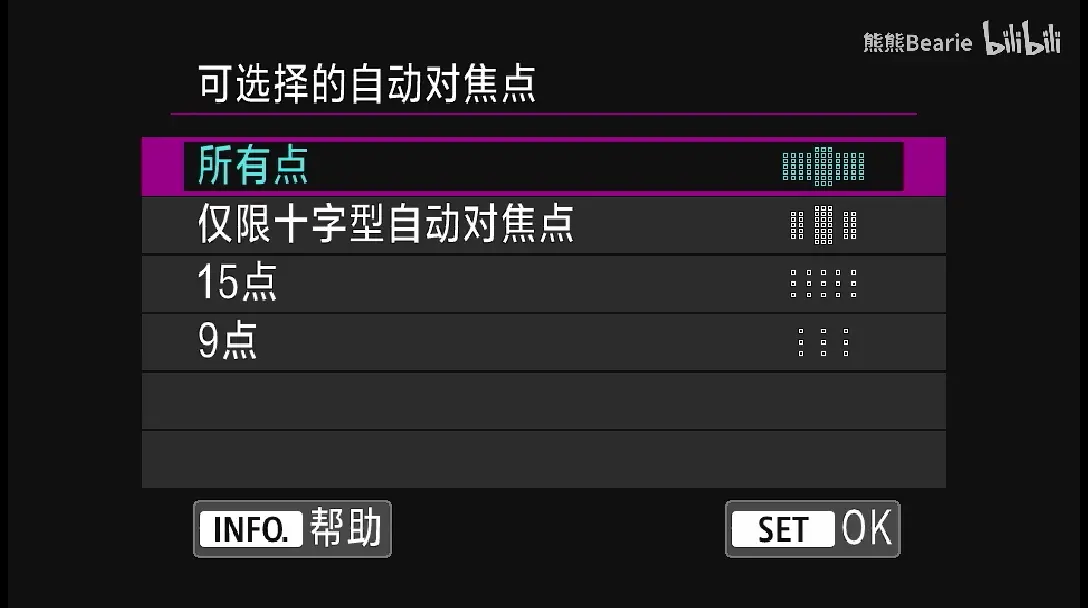 熊熊Bearie bilibili
可选择的自动对焦点
所有点
仅限十字型自动对焦点
15点
9点
INFO. 帮助
SET OK